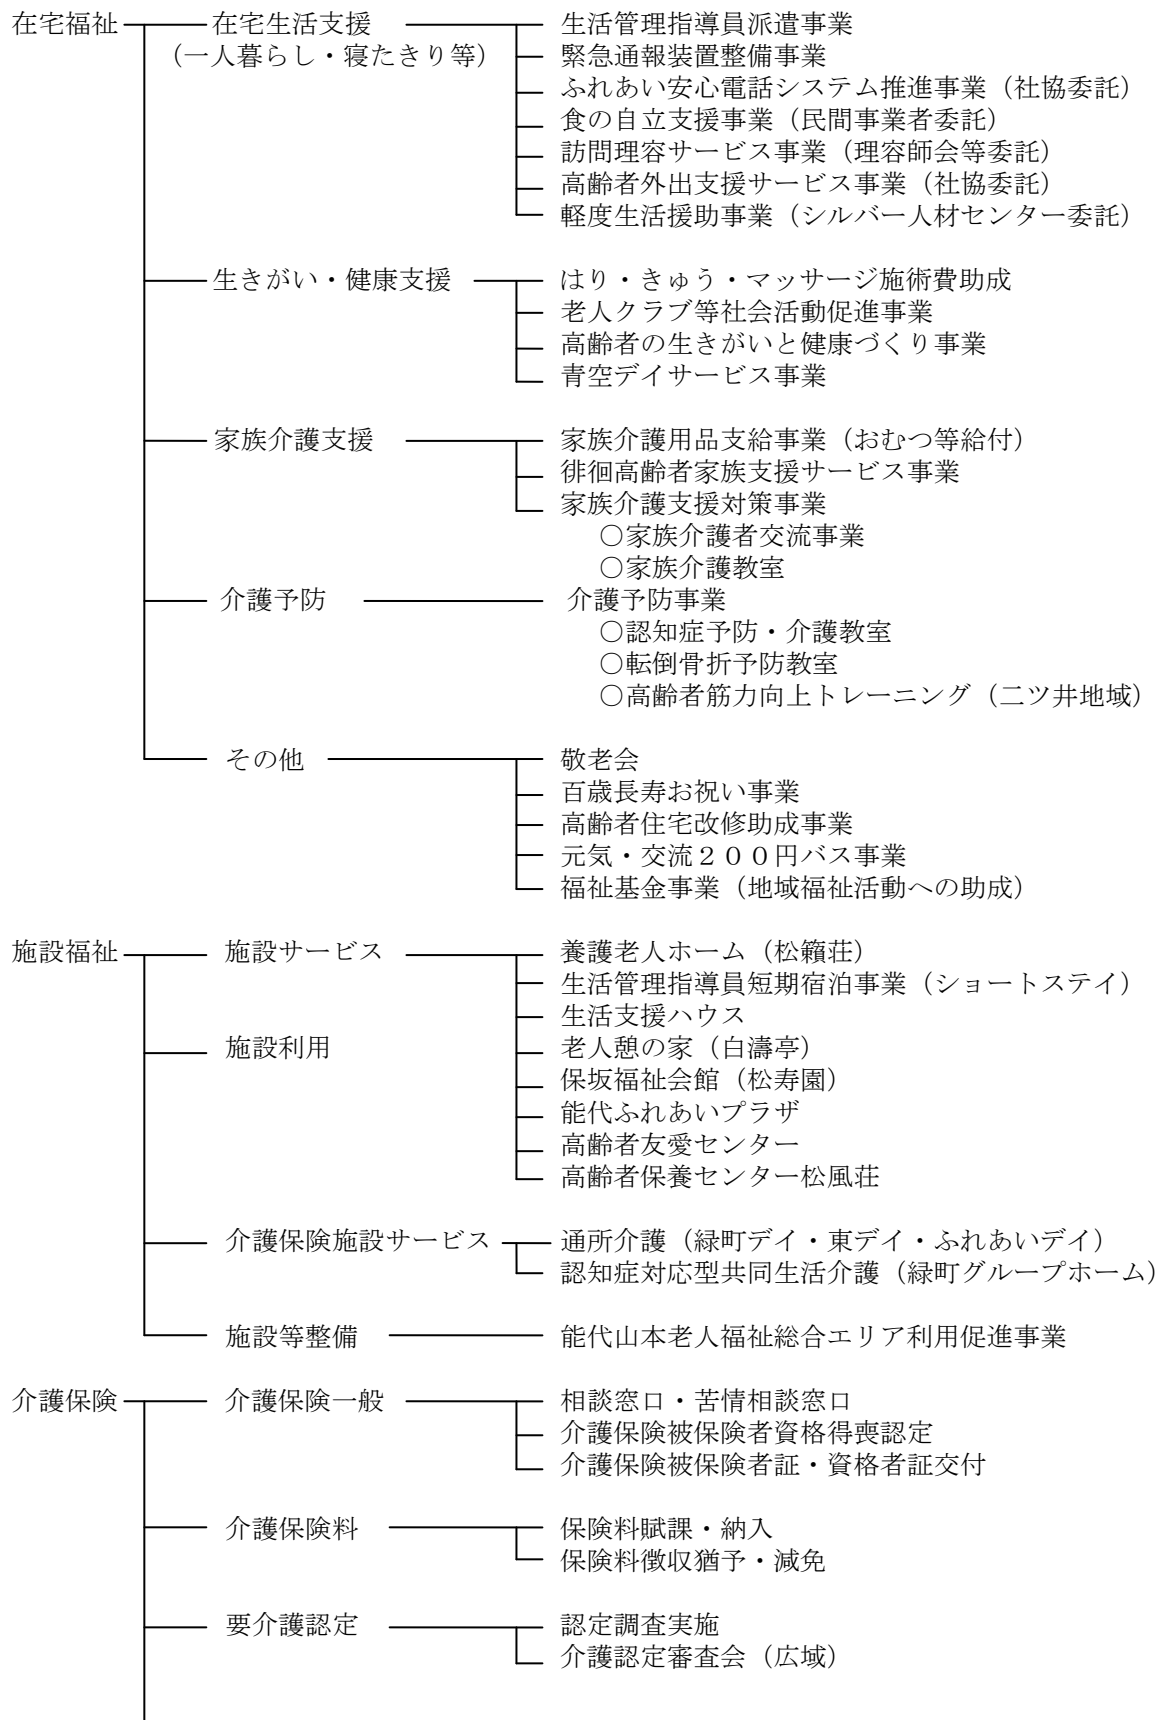 在宅福祉 在宅生活支援 生活管理指導員派遣事業
（一人暮らし・寝たきり等） 緊急通報装置整備事業
ふれあい安心電話システム推進事業（社協委託）
食の自立支援事業（民間事業者委託）
訪問理容サービス事業（理容師会等委託）
高齢者外出支援サービス事業（社協委託）
軽度生活援助事業（シルバー人材センター委託）
生きがい・健康支援 はり・きゅう・マッサージ施術費助成
老人クラブ等社会活動促進事業
高齢者の生きがいと健康づくり事業
青空デイサービス事業
家族介護支援 家族介護用品支給事業（おむつ等給付）
徘徊高齢者家族支援サービス事業
家族介護支援対策事業
○家族介護者交流事業
○家族介護教室
介護予防 介護予防事業
○認知症予防・介護教室
○転倒骨折予防教室
○高齢者筋力向上トレーニング（二ツ井地域）
その他 敬老会
百歳長寿お祝い事業
高齢者住宅改修助成事業
元気・交流２００円バス事業
福祉基金事業（地域福祉活動への助成）
施設福祉 施設サービス 養護老人ホーム（松籟荘）
生活管理指導員短期宿泊事業（ショートステイ）
生活支援ハウス
施設利用 老人憩の家（白濤亭）
保坂福祉会館（松寿園）
能代ふれあいプラザ
高齢者友愛センター
高齢者保養センター松風荘
介護保険施設サービス 通所介護（緑町デイ・東デイ・ふれあいデイ）
認知症対応型共同生活介護（緑町グループホーム）
施設等整備 能代山本老人福祉総合エリア利用促進事業
介護保険 介護保険一般 相談窓口・苦情相談窓口
介護保険被保険者資格得喪認定
介護保険被保険者証・資格者証交付
介護保険料 保険料賦課・納入
保険料徴収猶予・減免
要介護認定 認定調査実施
介護認定審査会（広域）